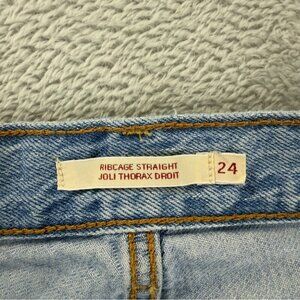 RIBCAGE STRAIGHT
JOLI THORAX DROIT
24